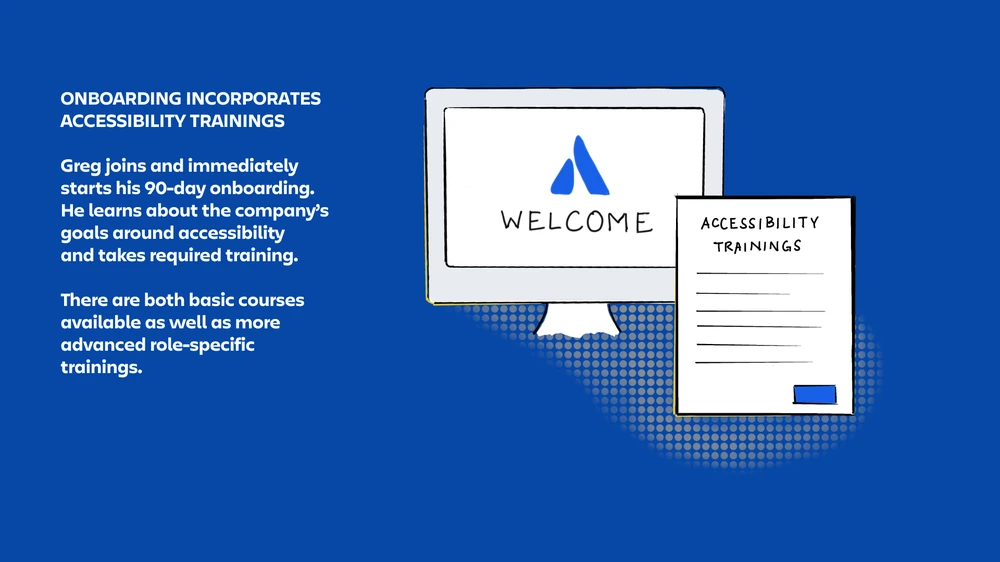 ONBOARDING INCORPORATES
ACCESSIBILITY TRAININGS
Greg joins and immediately
starts his 90-day onboarding.
He learns about the company’s
goals around accessibility
and takes required training.
There are both basic courses
available as well as more
advanced role-specific
trainings.
WELCOME
ACCESSIBILITY
TRAININGS